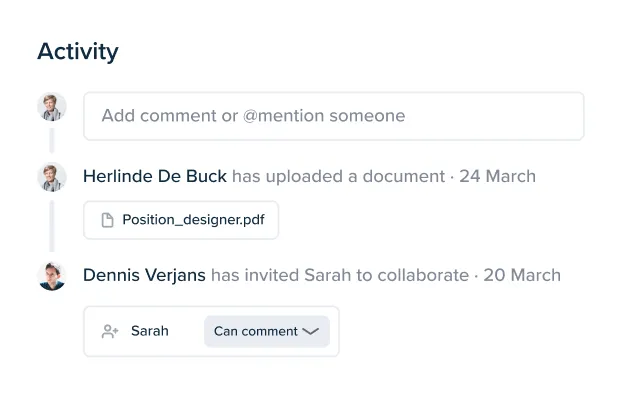 Activity
Add comment or @mention someone
Herlinde De Buck has uploaded a document · 24 March
Position_designer.pdf
Dennis Verjans has invited Sarah to collaborate · 20 March
Sarah Can comment